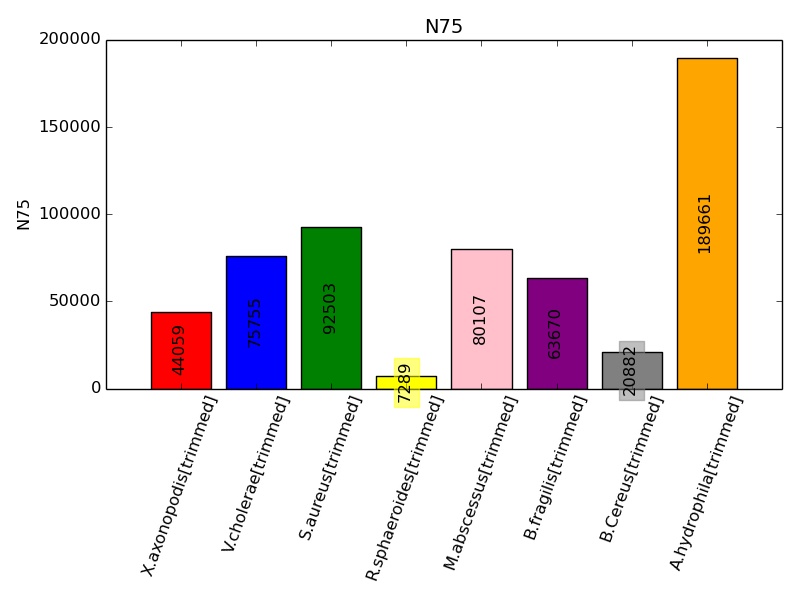 N75
200000
150000
100000
50000
0
N75
44059
75755
92503
7289
80107
63670
20882
189661
X.axonopodis[trimmed]
V.cholerae[trimmed]
S.aureus[trimmed]
R.sphaeroides[trimmed]
M.abscessus[trimmed]
B.fragilis[trimmed]
B.Cereus[trimmed]
A.hydrophila[trimmed]